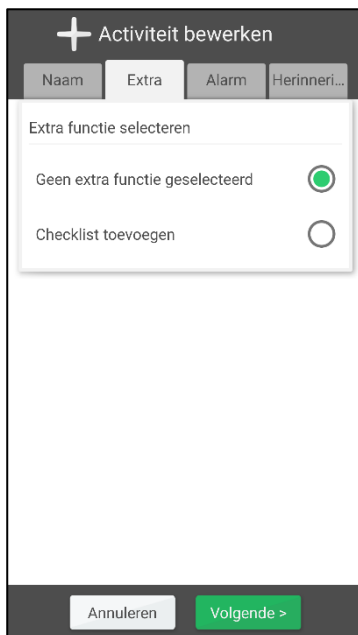 Activiteit bewerken
Naam Extra Alarm Herinneri...
Extra functie selecteren
Geen extra functie geselecteerd
Checklist toevoegen
Annuleren Volgende >